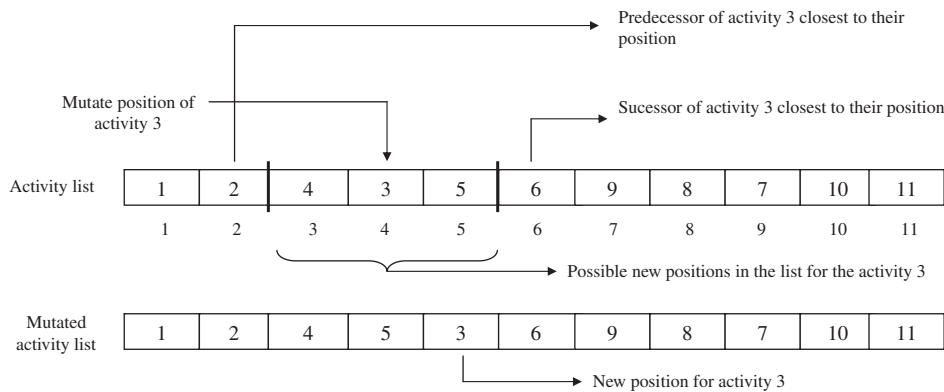 Predecessor of activity 3 closest to their
position
Mutate position of
activity 3
Sucessor of activity 3 closest to their position
Activity list
1 2 4 3 5 6 9 8 7 10 11
1 2 3 4 5 6 7 8 9 10 11
Possible new positions in the list for the activity 3
Mutated
activity list
1 2 4 5 3 6 9 8 7 10 11
New position for activity 3